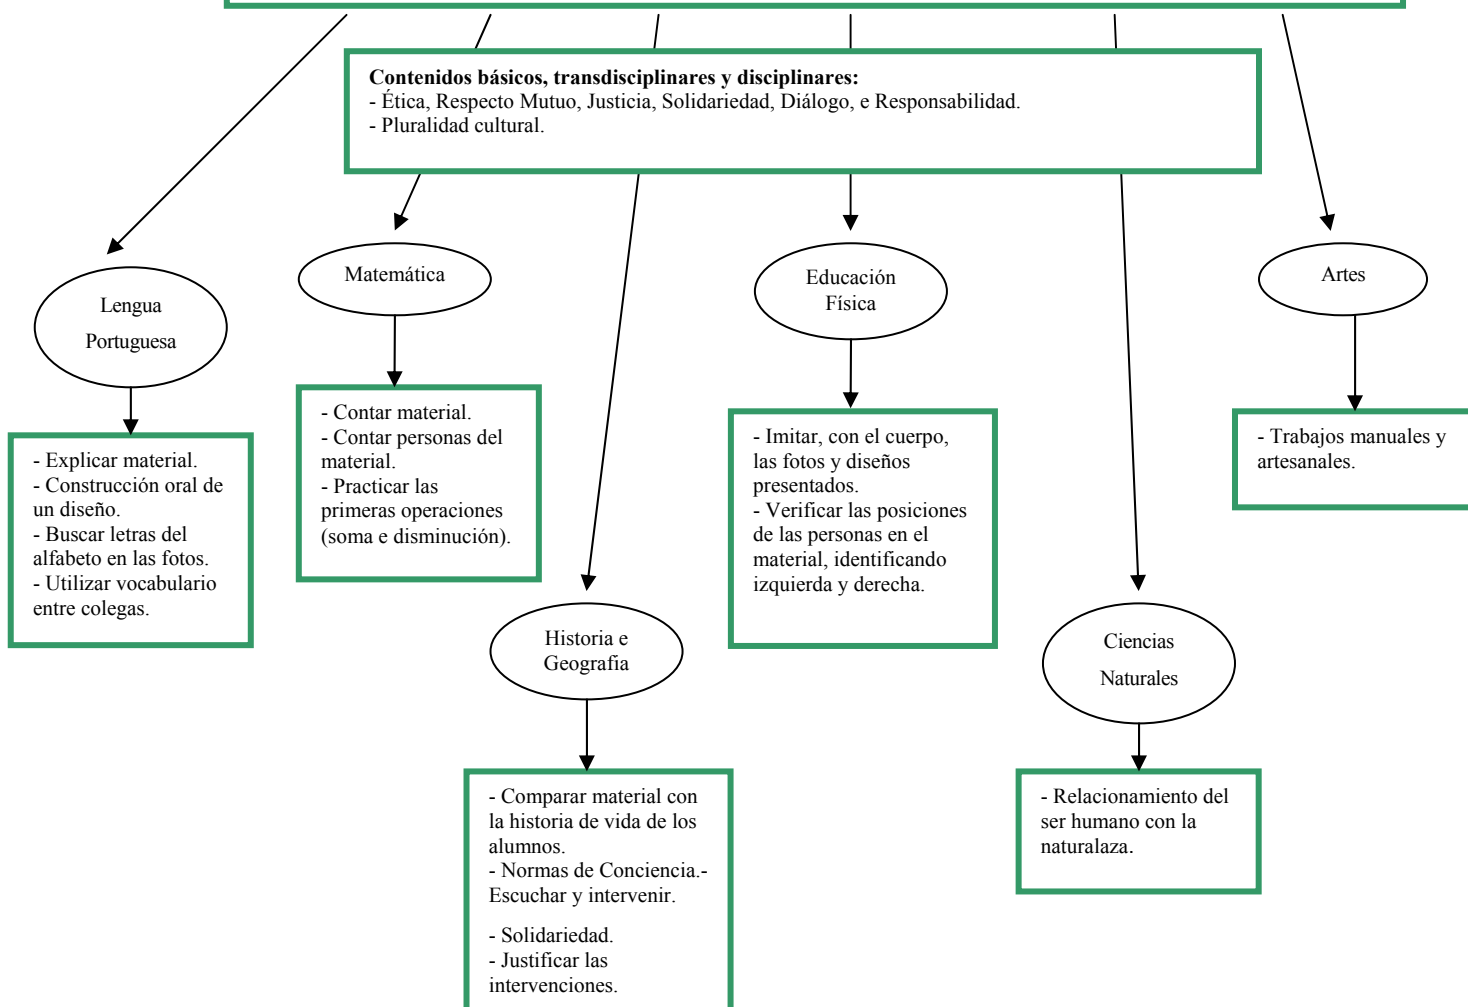 Contenidos básicos, transdisciplinares y disciplinares:
- Ética, Respecto Mutuo, Justicia, Solidariedad, Diálogo, e Responsabilidad.
- Pluralidad cultural.
Lengua
Portuguesa
- Explicar material.
- Construcción oral de
un diseño.
- Buscar letras del
alfabeto en las fotos.
- Utilizar vocabulario
entre colegas.
Matemática
- Contar material.
- Contar personas del
material.
- Practicar las
primeras operaciones
(soma e disminución).
Historia e
Geografía
- Comparar material con
la historia de vida de los
alumnos.
- Normas de Conciencia.-
Escuchar y intervenir.
- Solidariedad.
- Justificar las
intervenciones.
Educación
Física
- Imitar, con el cuerpo,
las fotos y diseños
presentados.
- Verificar las posiciones
de las personas en el
material, identificando
izquierda y derecha.
Ciencias
Naturales
- Relacionamiento del
ser humano con la
naturalaza.
Artes
- Trabajos manuales y
artesanales.